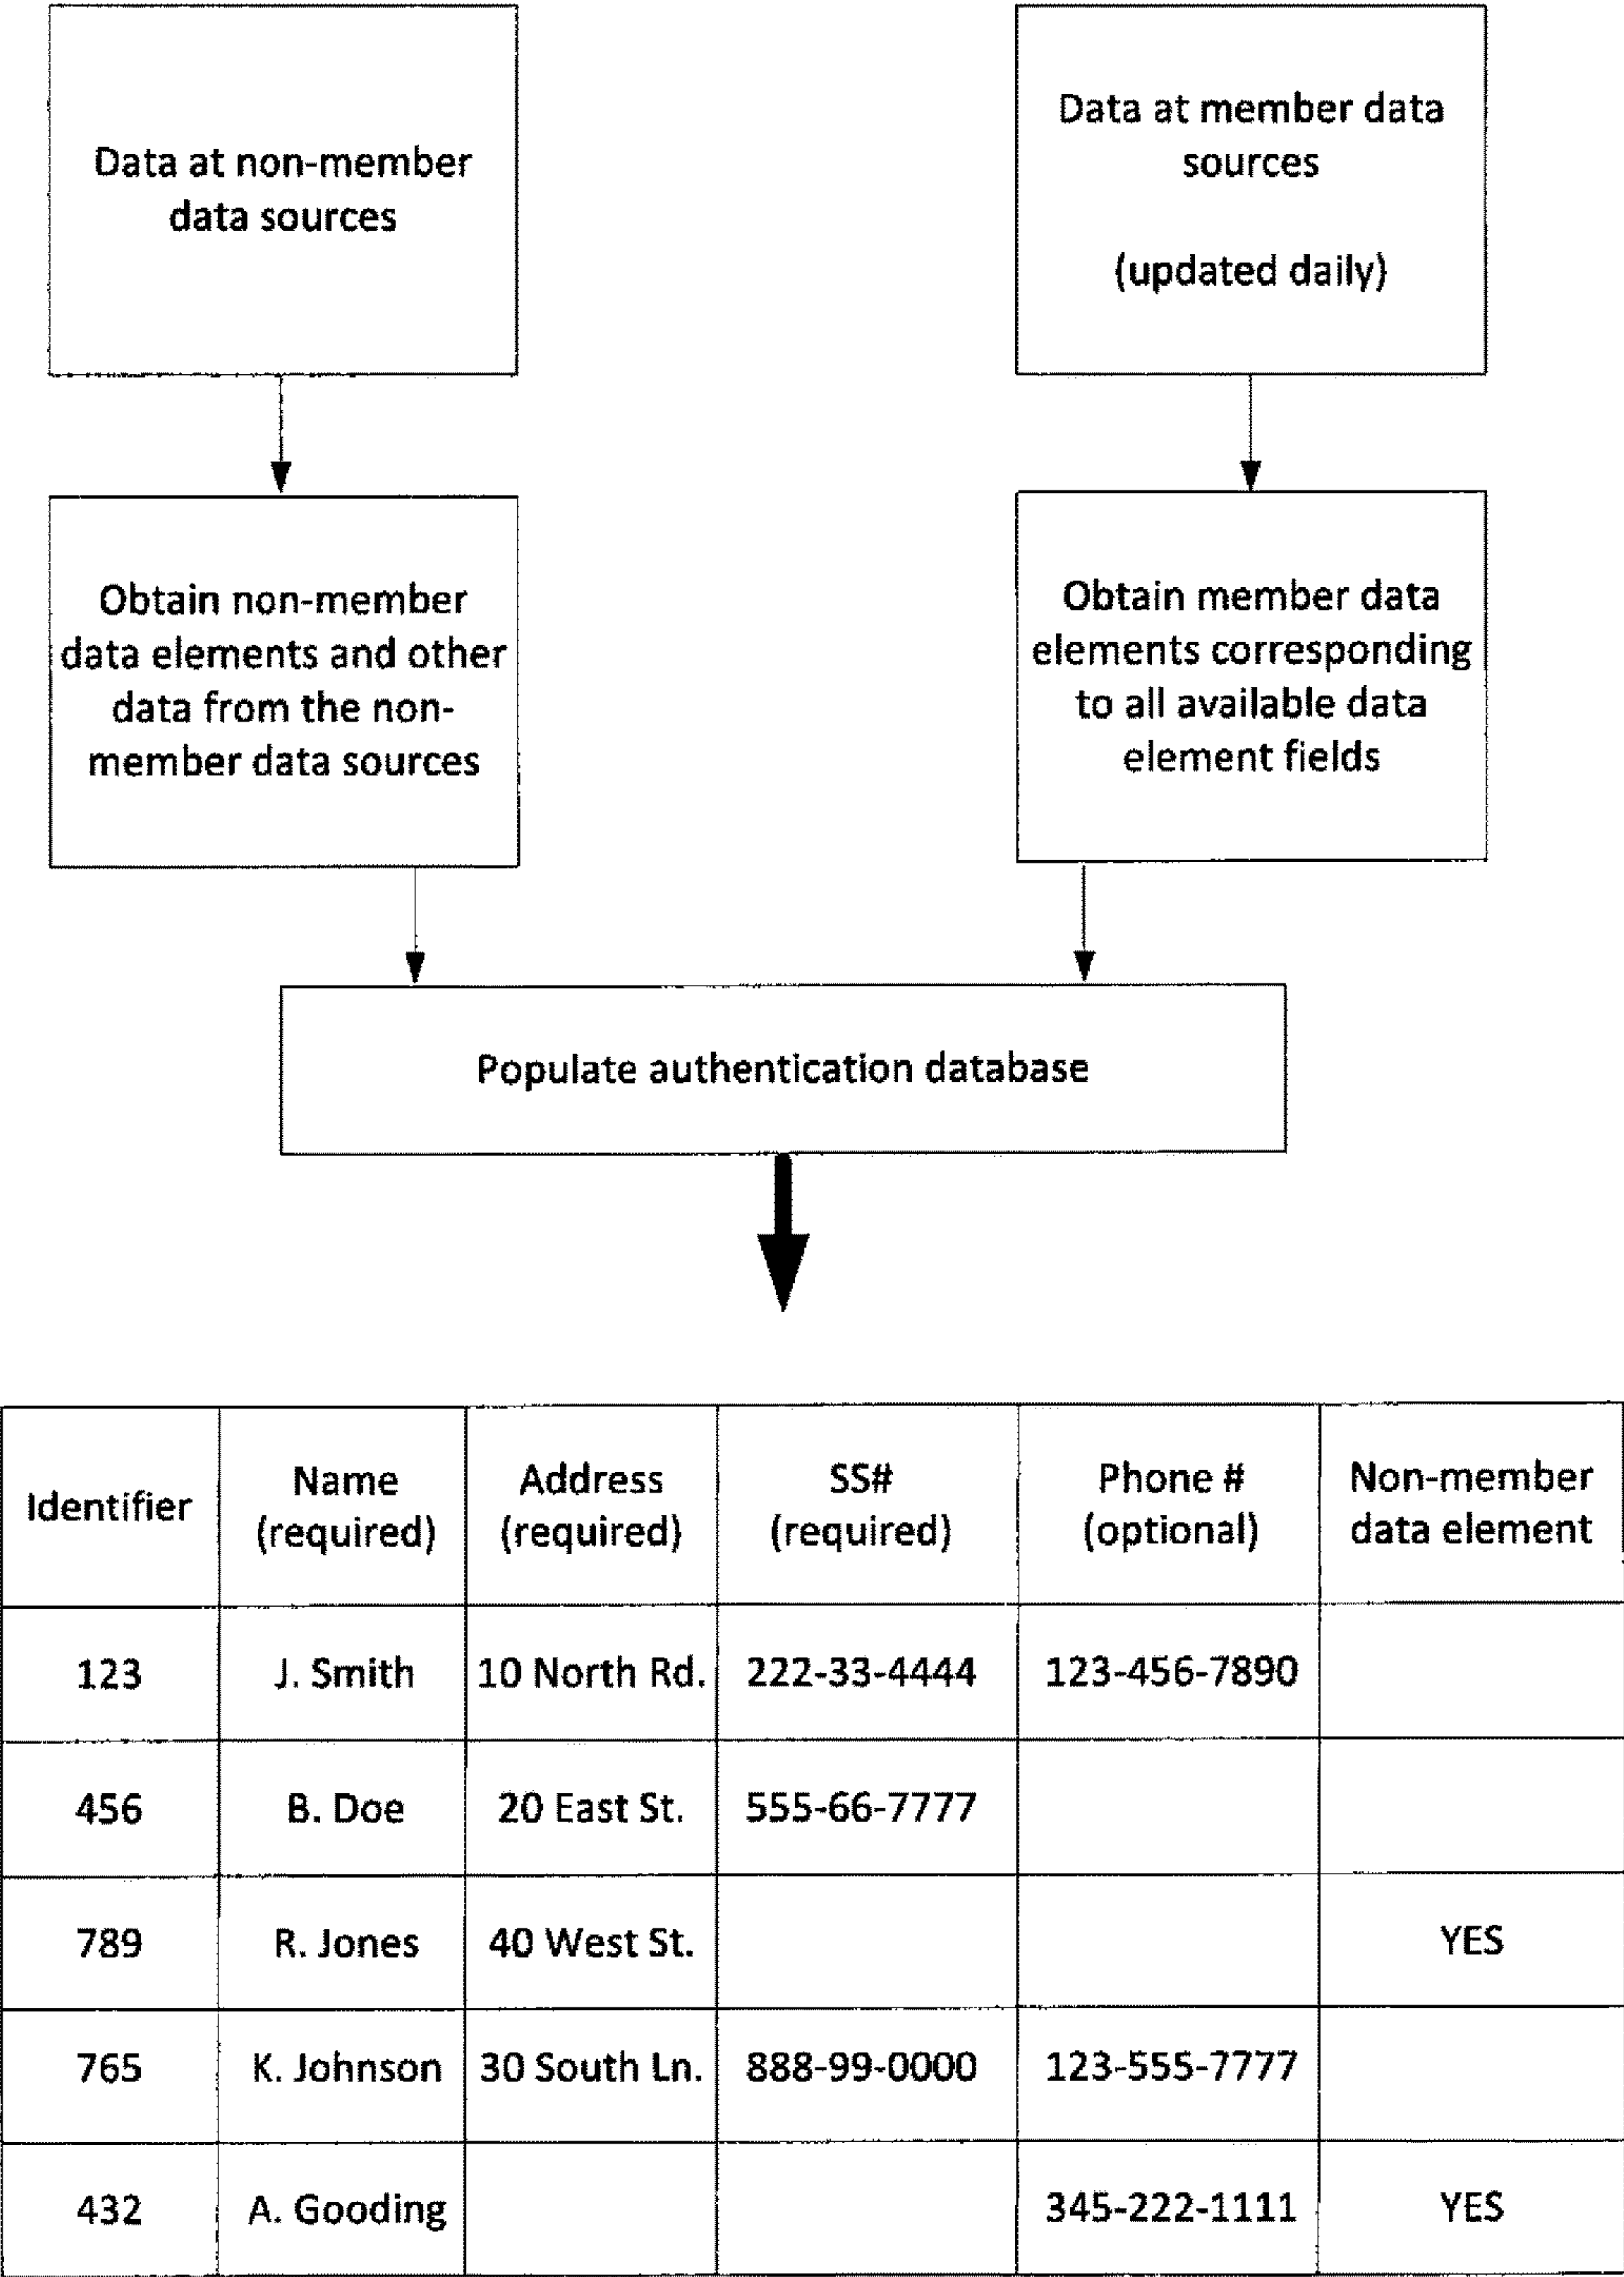 Data at non-member
data sources
Data at member data
sources
(updated daily)
Obtain non-member
data elements and other
data from the non-
member data sources
Obtain member data
elements corresponding
to all available data
element fields
Populate authentication database
Identifier Name (required) Address (required) SS# (required) Phone # (optional) Non-member data element
123 J. Smith 10 North Rd. 222-33-4444 123-456-7890
456 B. Doe 20 East St. 555-66-7777
789 R. Jones 40 West St. YES
765 K. Johnson 30 South Ln. 888-99-0000 123-555-7777
432 A. Gooding 345-222-1111 YES